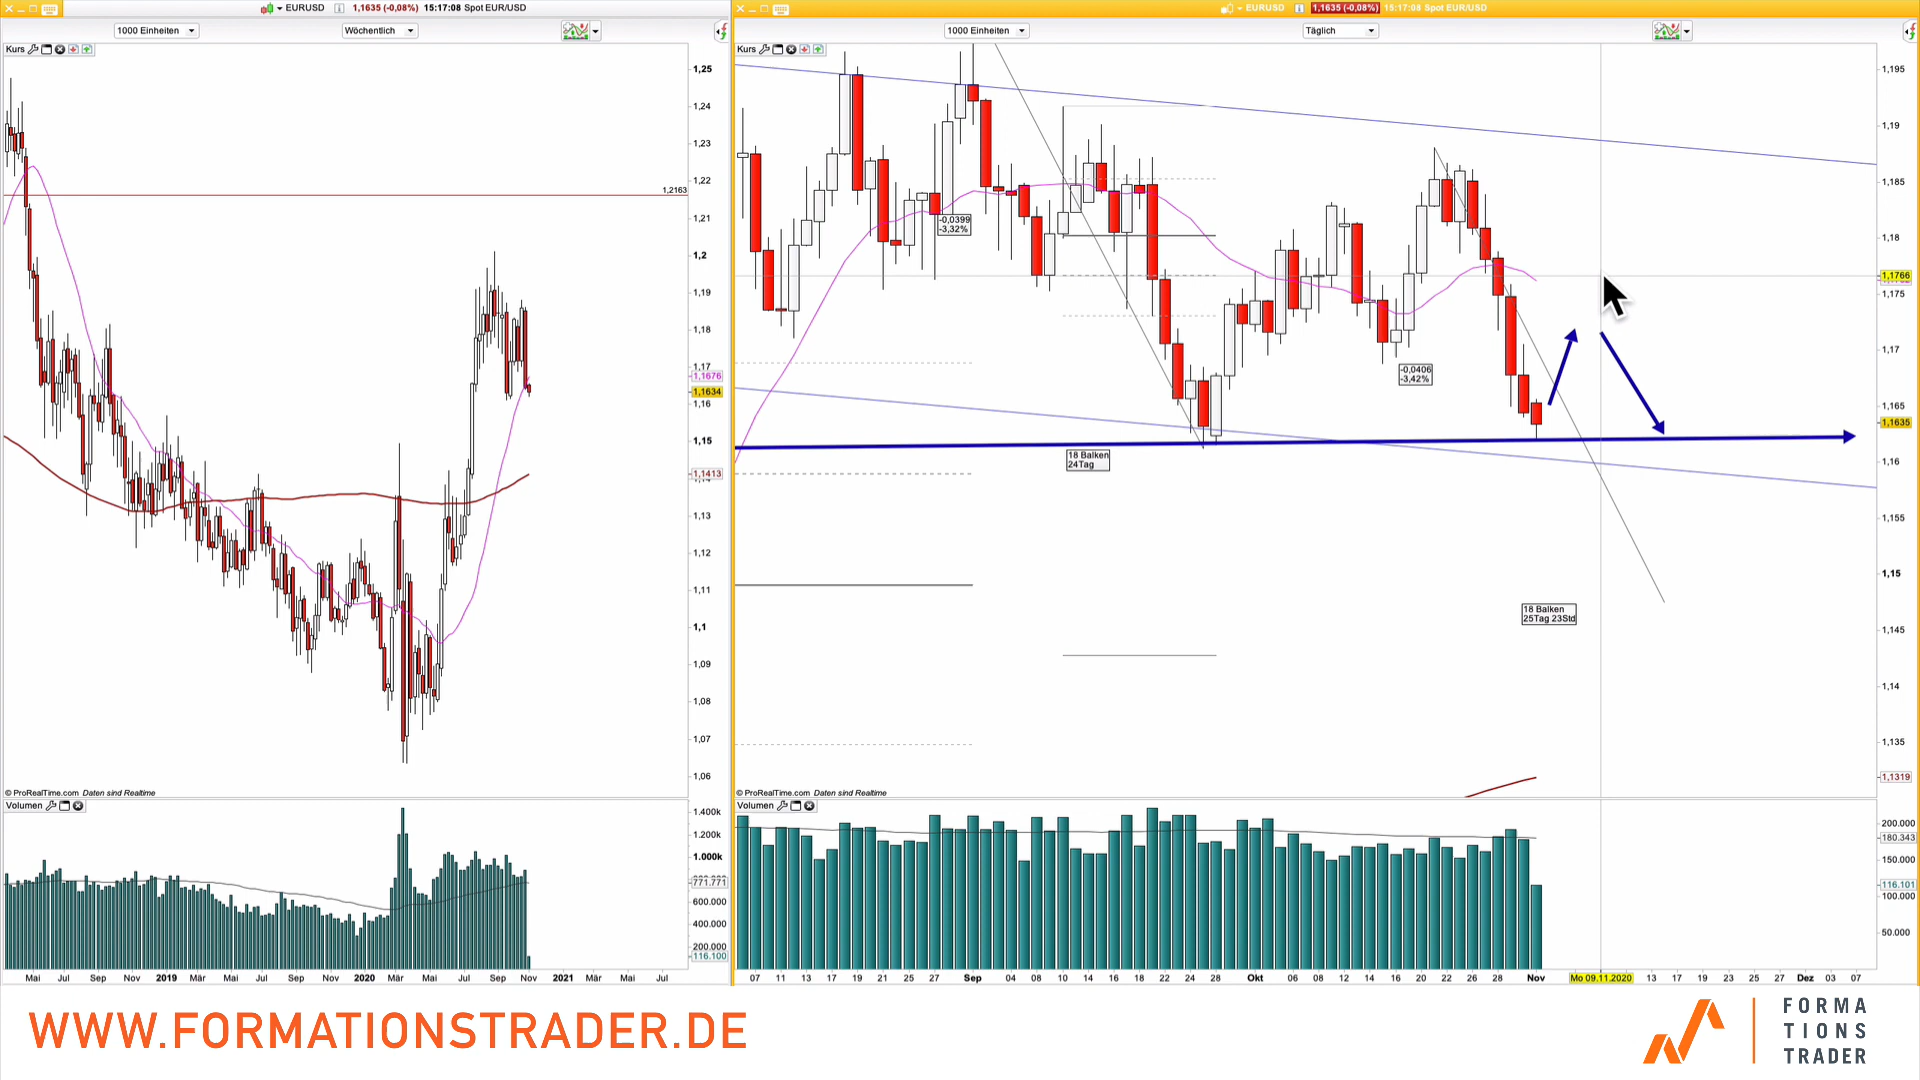 EURUSD 1,1635 (-0,08%) 15:17:08 Spot EUR/USD
1000 Einheiten
Wöchentlich
Kurs
1,25
1,24
1,23
1,22
1,2163
1,21
1,2
1,19
1,18
1,17
1,1676
1,1634
1,16
1,15
1,1413
1,13
1,12
1,11
1,1
1,09
1,08
1,07
1,06
© ProRealTime.com Daten sind Realtime
Volumen
1.400k
1.200k
1.000k
771.771
600.000
400.000
200.000
116.100
Mai Jul Sep Nov 2019 Mär Mai Jul Sep Nov 2020 Mär Mai Jul Sep Nov 2021 Mär Mai Jul
EURUSD 1,1635 (-0,08%) 15:17:08 Spot EUR/USD
1000 Einheiten
Täglich
Kurs
1,195
1,19
1,185
1,18
1,1766
1,175
1,17
1,165
1,1635
1,16
1,155
1,15
1,145
1,14
1,135
1,1319
-0,0399
-3,32%
-0,0406
-3,42%
18 Balken
24Tag
18 Balken
25Tag 23Std
© ProRealTime.com Daten sind Realtime
Volumen
200.000
180.343
150.000
116.101
100.000
50.000
07 11 13 17 19 21 25 27 Sep 04 08 10 14 16 18 22 24 28 Okt 06 08 12 14 16 20 22 26 28 Nov Mo 09.11.2020 13 17 19 23 25 27 Dez 03 07
WWW.FORMATIONSTRADER.DE
FORMA
TIONS
TRADER